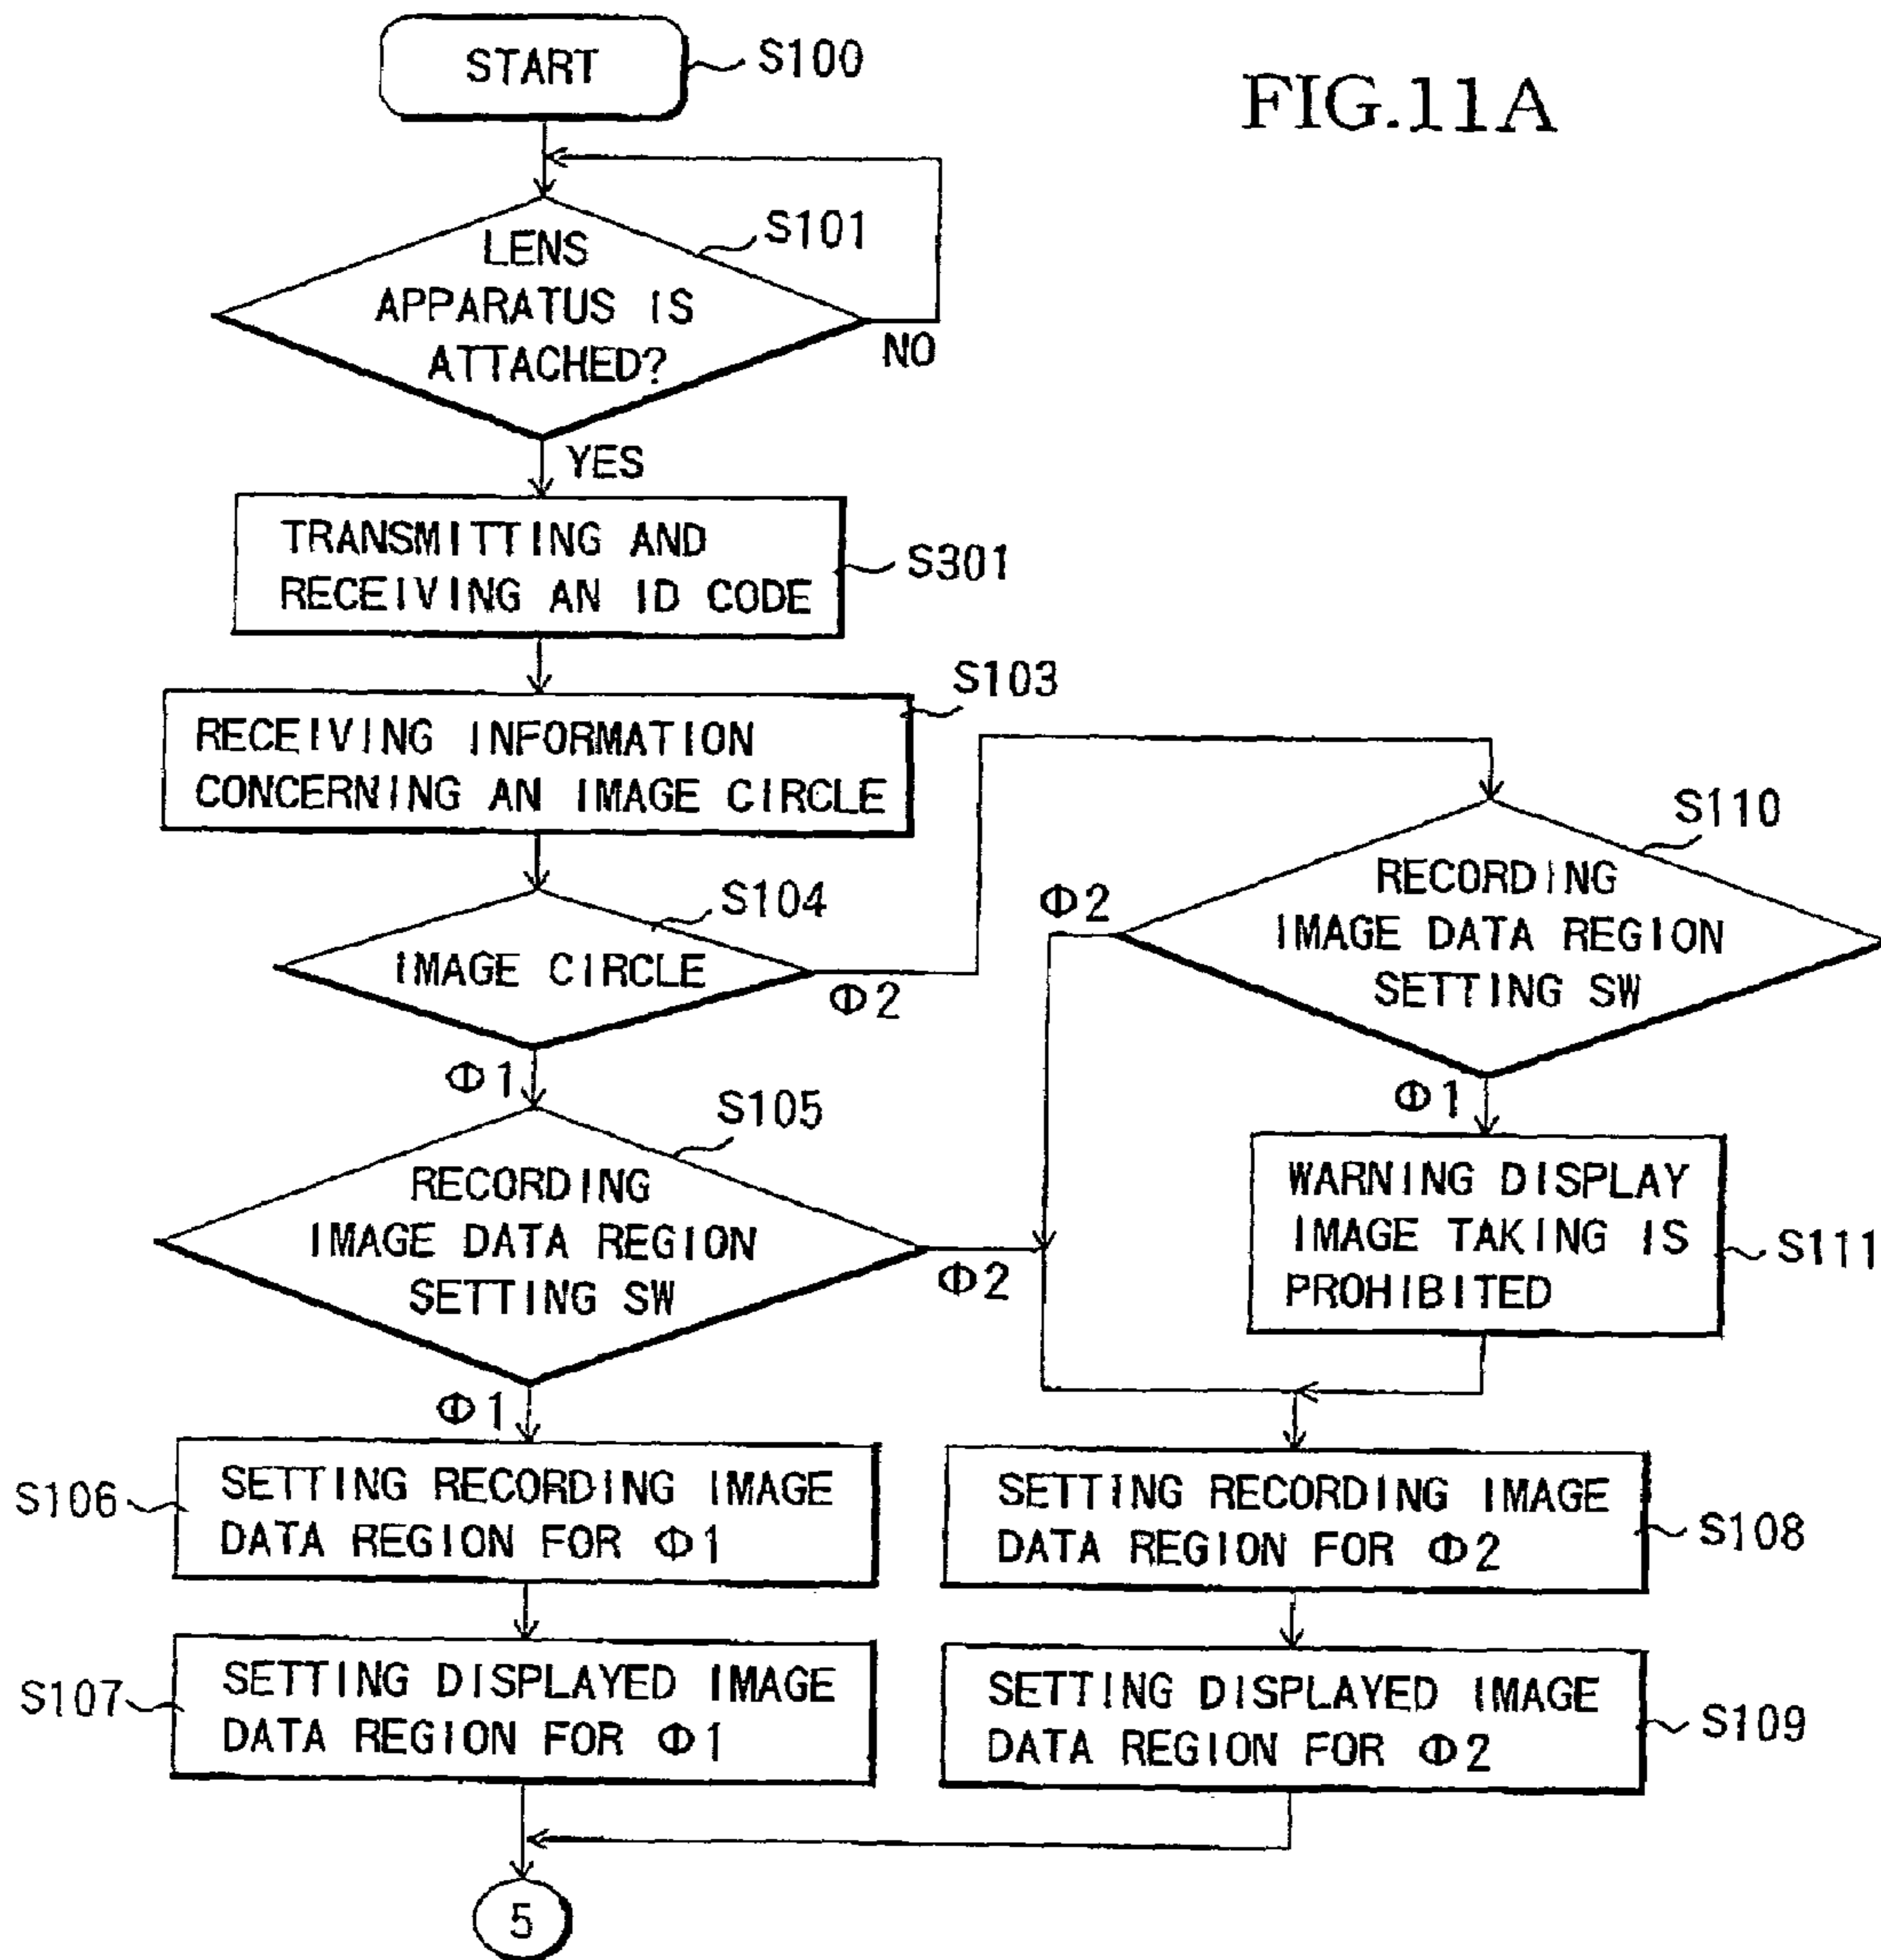 FIG.11A
START
S100
LENS
APPARATUS IS
ATTACHED?
S101
NO
YES
TRANSMITTING AND
RECEIVING AN ID CODE
S301
RECEIVING INFORMATION
CONCERNING AN IMAGE CIRCLE
S103
IMAGE CIRCLE
S104
Φ2
Φ1
RECORDING
IMAGE DATA REGION
SETTING SW
S105
Φ2
Φ1
RECORDING
IMAGE DATA REGION
SETTING SW
S110
Φ2
Φ1
WARNING DISPLAY
IMAGE TAKING IS
PROHIBITED
S111
SETTING RECORDING IMAGE
DATA REGION FOR Φ1
S106
SETTING DISPLAYED IMAGE
DATA REGION FOR Φ1
S107
SETTING RECORDING IMAGE
DATA REGION FOR Φ2
S108
SETTING DISPLAYED IMAGE
DATA REGION FOR Φ2
S109
5